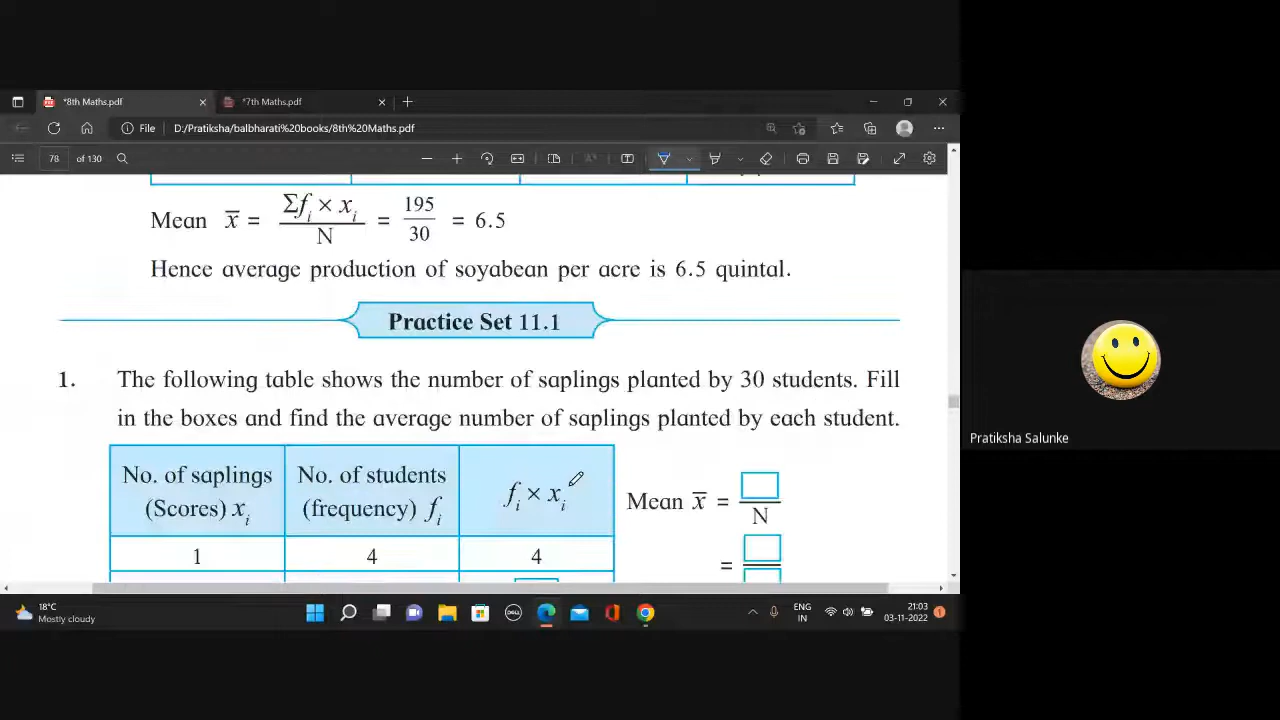 *8th Maths.pdf
*7th Maths.pdf
File
D:/Pratiksha/balbharati%20books/8th%20Maths.pdf
78 of 130
Mean x̄ = Σfᵢ × xᵢ / N = 195 / 30 = 6.5
Hence average production of soyabean per acre is 6.5 quintal.
Practice Set 11.1
1. The following table shows the number of saplings planted by 30 students. Fill
in the boxes and find the average number of saplings planted by each student.
No. of saplings
(Scores) xᵢ
No. of students
(frequency) fᵢ
fᵢ × xᵢ
1 4 4
Mean x̄ = □ / N
= □ / □
Pratiksha Salunke
18°C
Mostly cloudy
DELL
ENG
IN
21:03
03-11-2022
1